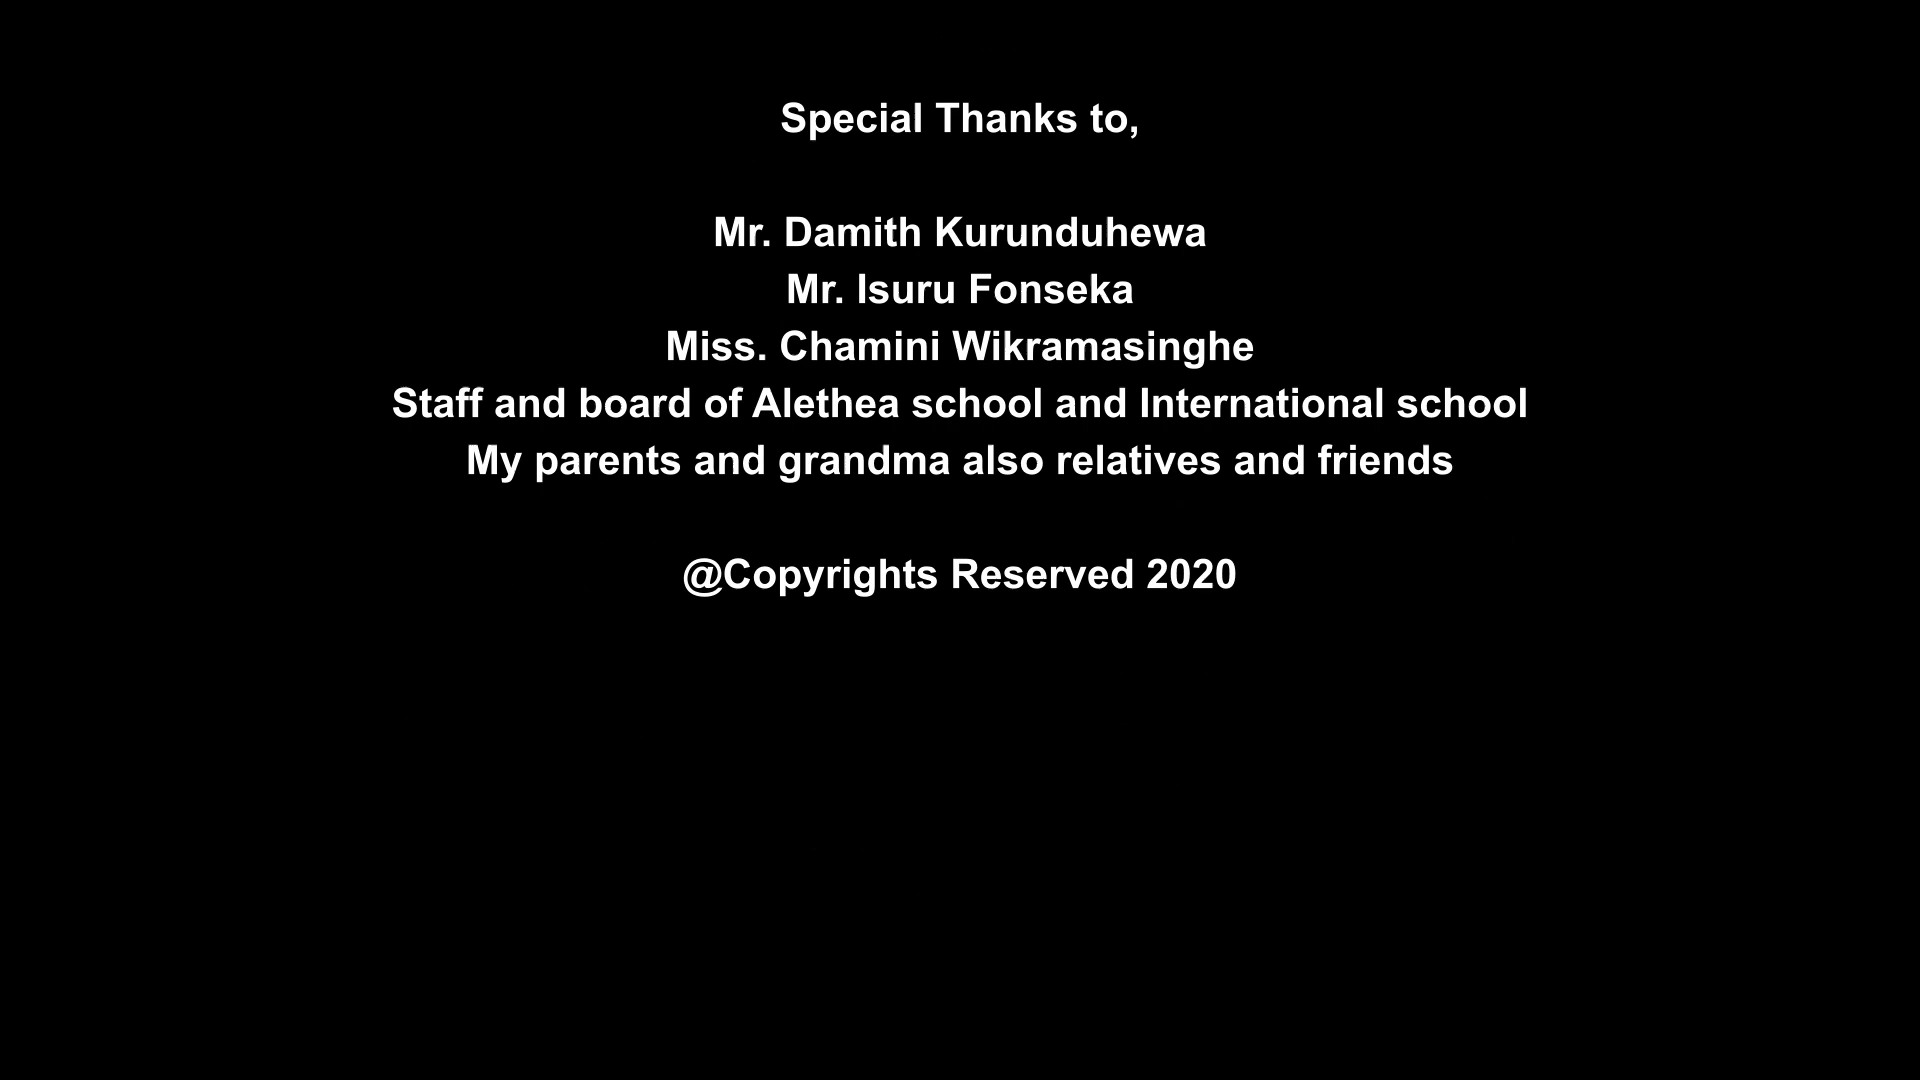 Special Thanks to,
Mr. Damith Kurunduhewa
Mr. Isuru Fonseka
Miss. Chamini Wikramasinghe
Staff and board of Alethea school and International school
My parents and grandma also relatives and friends
@Copyrights Reserved 2020